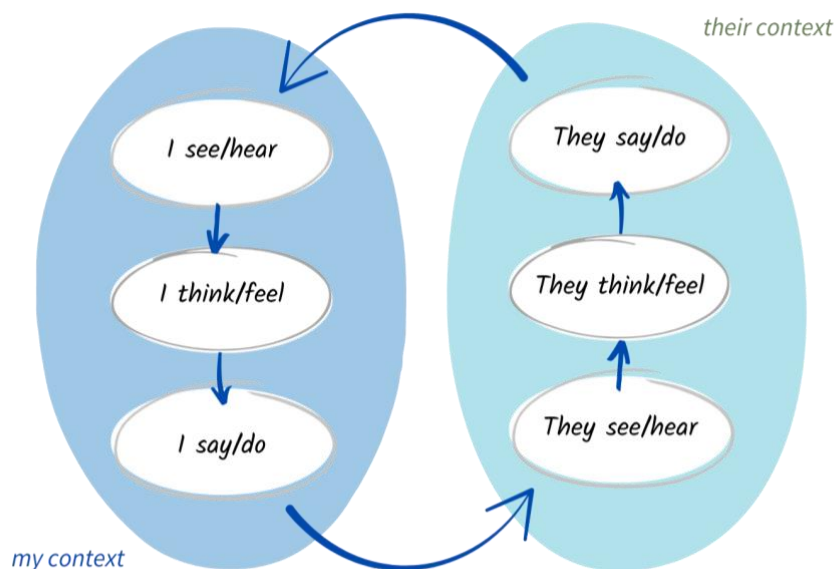 their context
I see/hear
They say/do
I think/feel
They think/feel
I say/do
They see/hear
my context